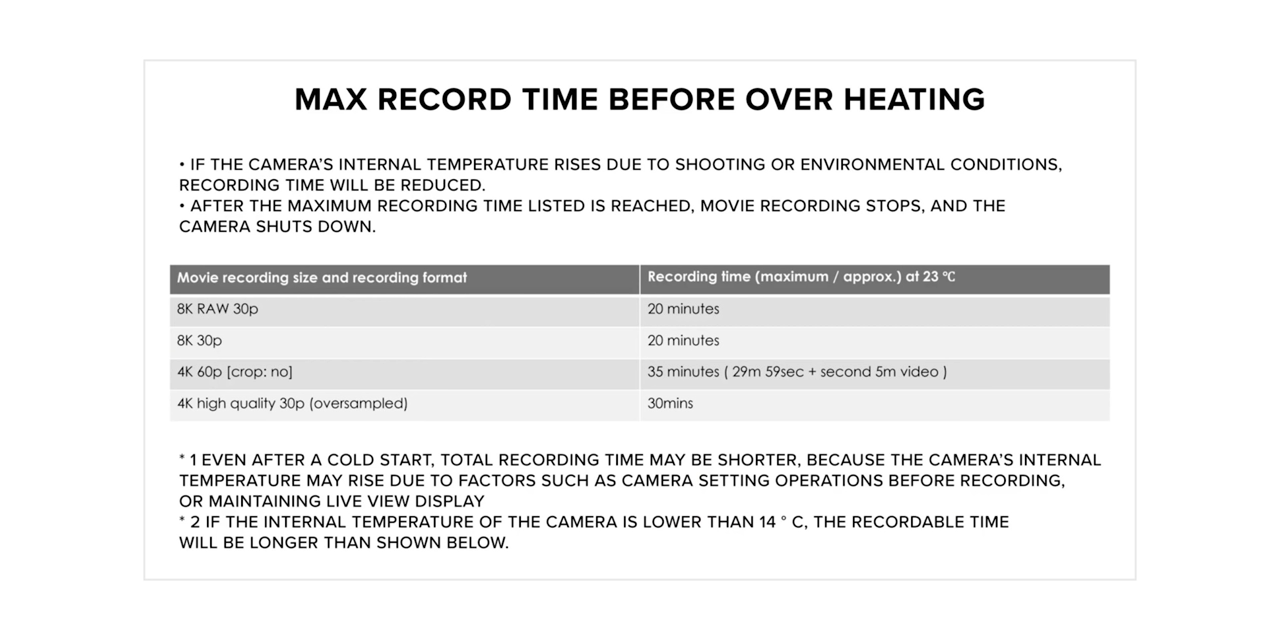 MAX RECORD TIME BEFORE OVER HEATING
• IF THE CAMERA'S INTERNAL TEMPERATURE RISES DUE TO SHOOTING OR ENVIRONMENTAL CONDITIONS,
RECORDING TIME WILL BE REDUCED.
• AFTER THE MAXIMUM RECORDING TIME LISTED IS REACHED, MOVIE RECORDING STOPS, AND THE
CAMERA SHUTS DOWN.
Movie recording size and recording format Recording time (maximum / approx.) at 23 ℃
8K RAW 30p 20 minutes
8K 30p 20 minutes
4K 60p [crop: no] 35 minutes ( 29m 59sec + second 5m video )
4K high quality 30p (oversampled) 30mins
* 1 EVEN AFTER A COLD START, TOTAL RECORDING TIME MAY BE SHORTER, BECAUSE THE CAMERA'S INTERNAL
TEMPERATURE MAY RISE DUE TO FACTORS SUCH AS CAMERA SETTING OPERATIONS BEFORE RECORDING,
OR MAINTAINING LIVE VIEW DISPLAY
* 2 IF THE INTERNAL TEMPERATURE OF THE CAMERA IS LOWER THAN 14 ° C, THE RECORDABLE TIME
WILL BE LONGER THAN SHOWN BELOW.